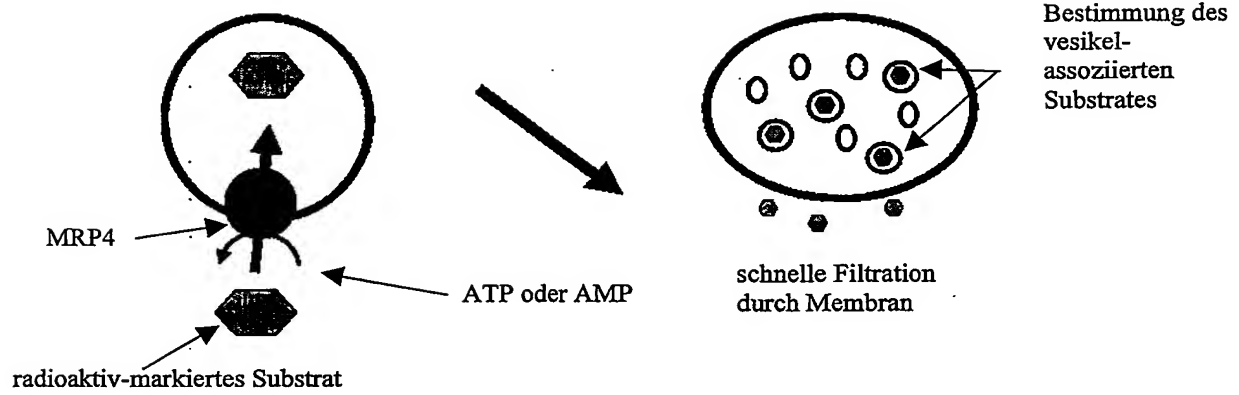 MRP4
ATP oder AMP
radioaktiv-markiertes Substrat
Bestimmung des
vesikel-
assoziierten
Substrates
schnelle Filtration
durch Membran